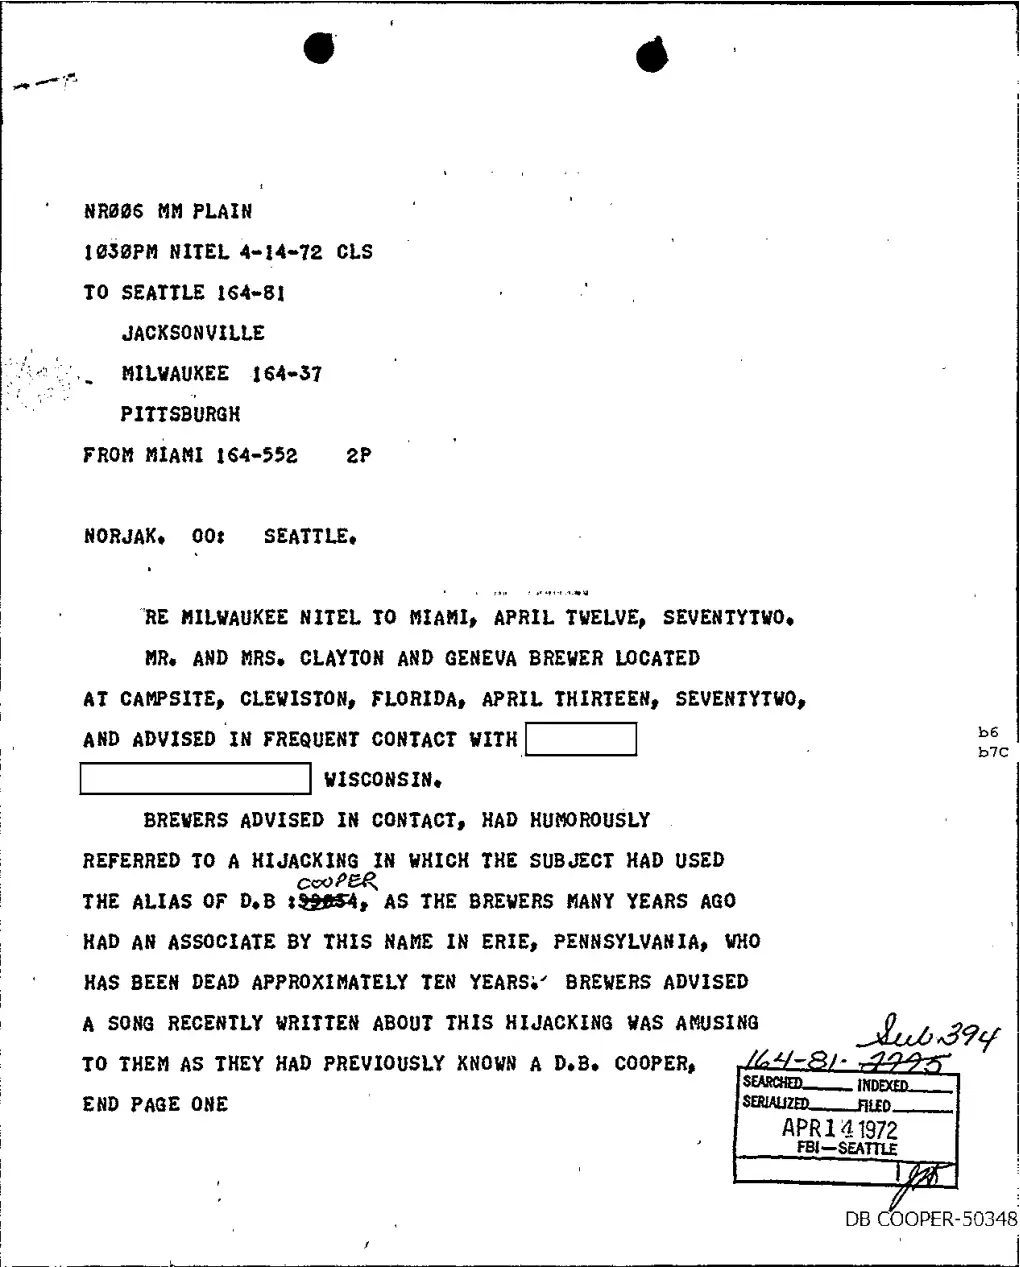 NR006 MM PLAIN
1030PM NITEL 4-14-72 CLS
TO SEATTLE 164-81
JACKSONVILLE
MILWAUKEE 164-37
PITTSBURGH
FROM MIAMI 164-552 2P
NORJAK. OO: SEATTLE.
RE MILWAUKEE NITEL TO MIAMI, APRIL TWELVE, SEVENTYTWO.
MR. AND MRS. CLAYTON AND GENEVA BREWER LOCATED
AT CAMPSITE, CLEWISTON, FLORIDA, APRIL THIRTEEN, SEVENTYTWO,
AND ADVISED IN FREQUENT CONTACT WITH
b6
b7C
WISCONSIN.
BREWERS ADVISED IN CONTACT, HAD HUMOROUSLY
REFERRED TO A HIJACKING IN WHICH THE SUBJECT HAD USED
COOPER
THE ALIAS OF D.B , AS THE BREWERS MANY YEARS AGO
HAD AN ASSOCIATE BY THIS NAME IN ERIE, PENNSYLVANIA, WHO
HAS BEEN DEAD APPROXIMATELY TEN YEARS. BREWERS ADVISED
A SONG RECENTLY WRITTEN ABOUT THIS HIJACKING WAS AMUSING
TO THEM AS THEY HAD PREVIOUSLY KNOWN A D.B. COOPER,
END PAGE ONE
Sub 394
164-81-
SEARCHED INDEXED
SERIALIZED FILED
APR 14 1972
FBI—SEATTLE
DB COOPER-50348